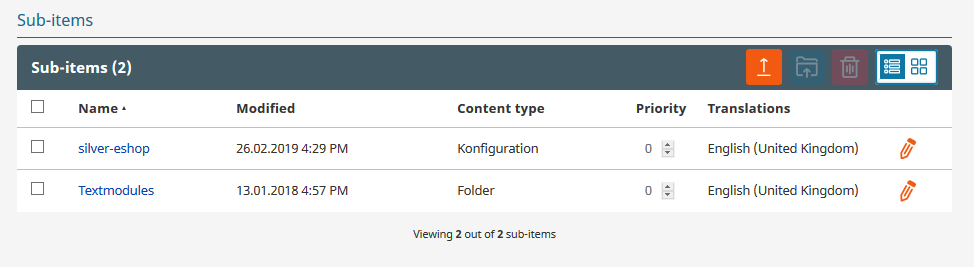 Sub-items
Sub-items (2)
Name Modified Content type Priority Translations
silver-eshop 26.02.2019 4:29 PM Konfiguration 0 English (United Kingdom)
Textmodules 13.01.2018 4:57 PM Folder 0 English (United Kingdom)
Viewing 2 out of 2 sub-items